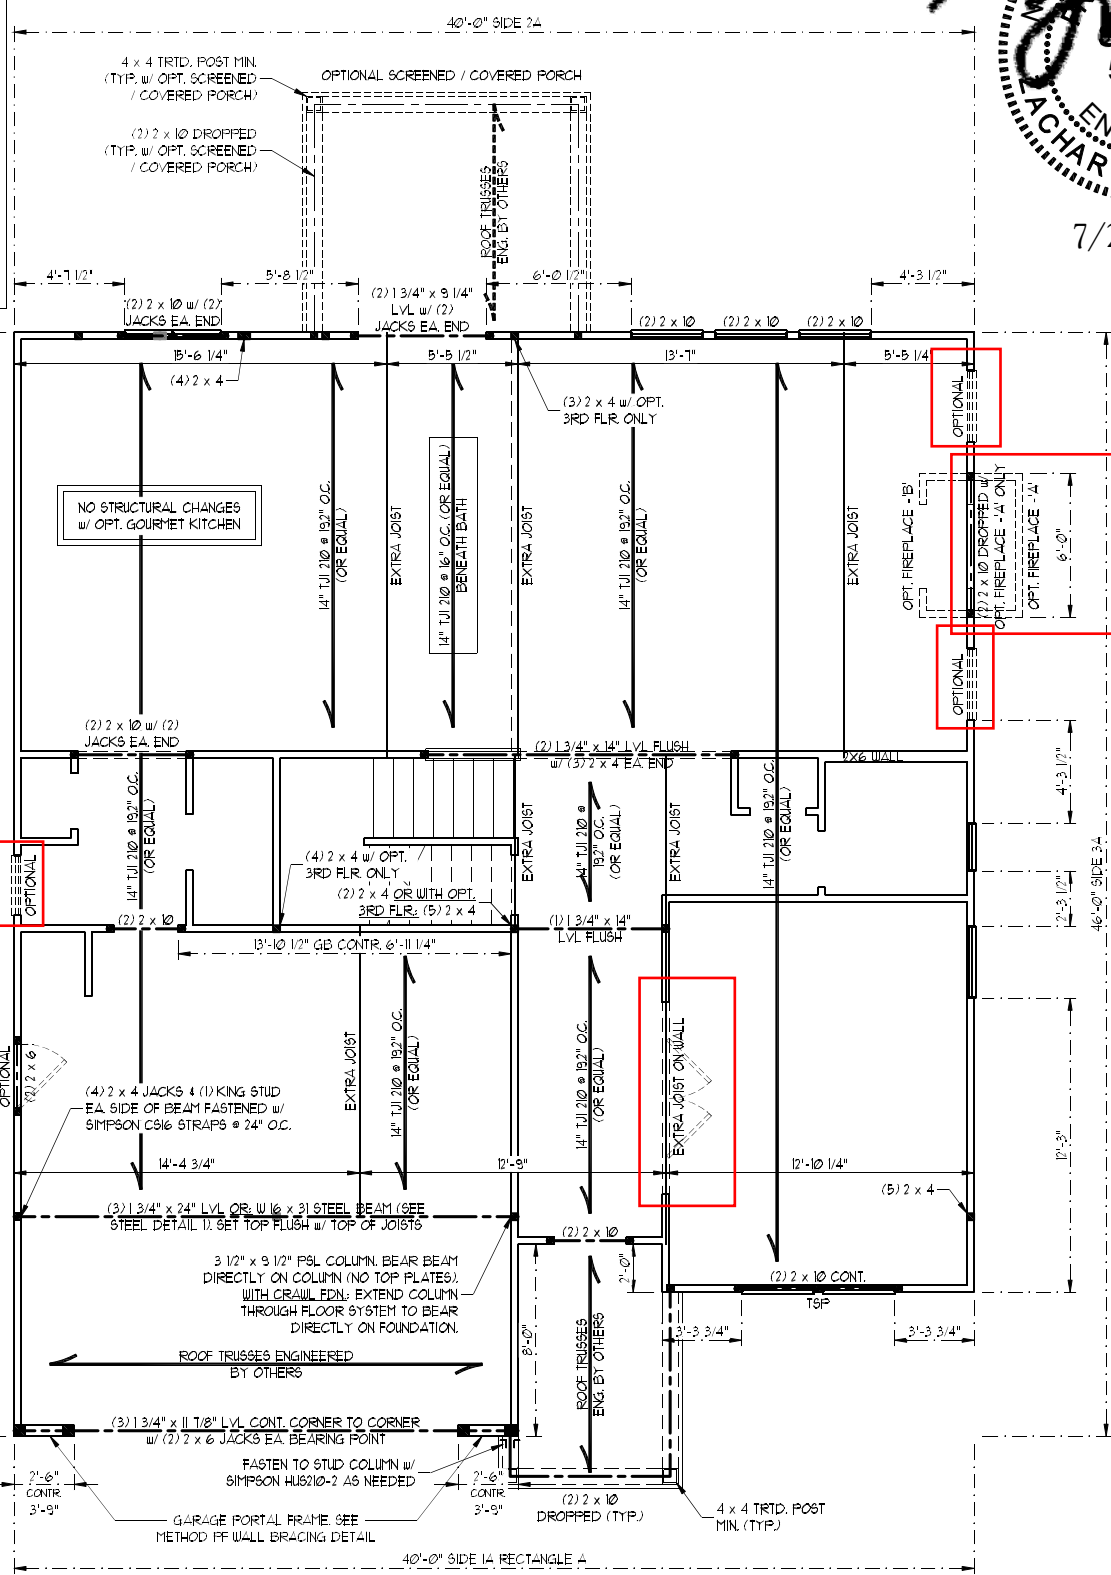 40'-0" SIDE 2A
4 x 4 TRTD. POST MIN.
(TYP. w/ OPT. SCREENED
/ COVERED PORCH)
OPTIONAL SCREENED / COVERED PORCH
(2) 2 x 10 DROPPED
(TYP. w/ OPT. SCREENED
/ COVERED PORCH)
ROOF TRUSSES
ENG. BY OTHERS
ZACHAR
EN
7/2
4'-7 1/2"
5'-8 1/2"
6'-0 1/2"
4'-3 1/2"
(2) 2 x 10 w/ (2)
JACKS EA. END
(2) 1 3/4" x 9 1/4"
LVL w/ (2)
JACKS EA. END
(2) 2 x 10
(2) 2 x 10
(2) 2 x 10
15'-6 1/4"
5'-5 1/2"
13'-7"
5'-5 1/4"
(4) 2 x 4
(3) 2 x 4 w/ OPT.
3RD FLR. ONLY
OPTIONAL
NO STRUCTURAL CHANGES
w/ OPT. GOURMET KITCHEN
14" TJI 210 @ 19.2" O.C.
(OR EQUAL)
EXTRA JOIST
14" TJI 210 @ 16" O.C. (OR EQUAL)
BENEATH BATH
EXTRA JOIST
14" TJI 210 @ 19.2" O.C.
(OR EQUAL)
EXTRA JOIST
OPT. FIREPLACE -'B'
(2) 2 x 10 DROPPED w/
OPT. FIREPLACE -'A' ONLY
OPT. FIREPLACE -'A'
6'-0"
OPTIONAL
(2) 2 x 10 w/ (2)
JACKS EA. END
(2) 1 3/4" x 14" LVL FLUSH
w/ (3) 2 x 4 EA. END
2X6 WALL
4'-3 1/2"
14" TJI 210 @ 19.2" O.C.
(OR EQUAL)
EXTRA JOIST
14" TJI 210 @
19.2" O.C.
(OR EQUAL)
EXTRA JOIST
14" TJI 210 @ 19.2" O.C.
(OR EQUAL)
OPTIONAL
(4) 2 x 4 w/ OPT.
3RD FLR. ONLY
(2) 2 x 4 OR WITH OPT.
3RD FLR.: (5) 2 x 4
2'-3 1/2"
46'-0" SIDE 3A
(2) 2 x 10
(1) 1 3/4" x 14"
LVL FLUSH
13'-10 1/2" GB CONTR. 6'-11 1/4"
OPTIONAL
(2) 2 x 6
(4) 2 x 4 JACKS & (1) KING STUD
EA. SIDE OF BEAM FASTENED w/
SIMPSON CS16 STRAPS @ 24" O.C.
EXTRA JOIST
14" TJI 210 @ 19.2" O.C.
(OR EQUAL)
14" TJI 210 @ 19.2" O.C.
(OR EQUAL)
EXTRA JOIST ON WALL
12'-3"
14'-4 3/4"
12'-9"
12'-10 1/4"
(5) 2 x 4
(3) 1 3/4" x 24" LVL OR: W 16 x 31 STEEL BEAM (SEE
STEEL DETAIL 1). SET TOP FLUSH w/ TOP OF JOISTS
(2) 2 x 10
3 1/2" x 9 1/2" PSL COLUMN. BEAR BEAM
DIRECTLY ON COLUMN (NO TOP PLATES).
WITH CRAWL FDN.: EXTEND COLUMN
THROUGH FLOOR SYSTEM TO BEAR
DIRECTLY ON FOUNDATION.
2'-0"
(2) 2 x 10 CONT.
TSP
8'-0"
3'-3 3/4"
3'-3 3/4"
ROOF TRUSSES ENGINEERED
BY OTHERS
ROOF TRUSSES
ENG. BY OTHERS
(3) 1 3/4" x 11 7/8" LVL CONT. CORNER TO CORNER
w/ (2) 2 x 6 JACKS EA. BEARING POINT
FASTEN TO STUD COLUMN w/
SIMPSON HUS210-2 AS NEEDED
2'-6"
CONTR.
3'-9"
2'-6"
CONTR.
3'-9"
(2) 2 x 10
DROPPED (TYP.)
4 x 4 TRTD. POST
MIN. (TYP.)
GARAGE PORTAL FRAME. SEE
METHOD PF WALL BRACING DETAIL
40'-0" SIDE 1A RECTANGLE A